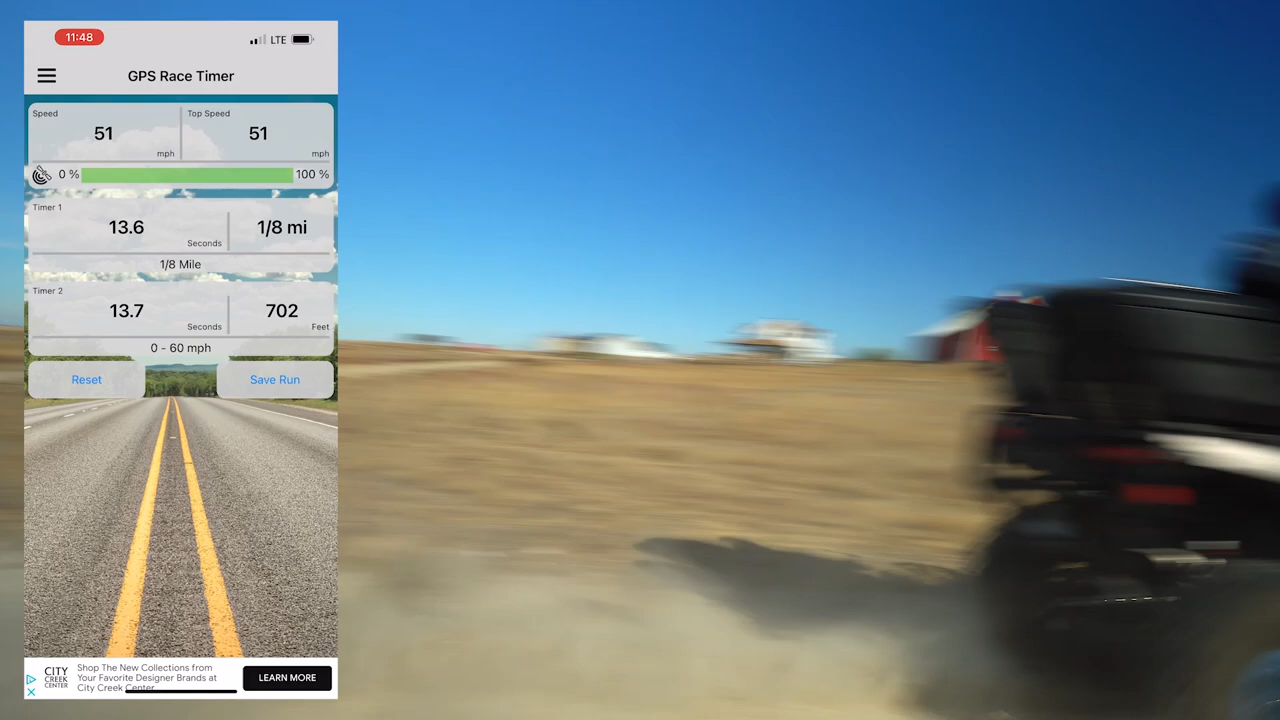 11:48
LTE
GPS Race Timer
Speed
51
mph
Top Speed
51
mph
0 %
100 %
Timer 1
13.6
Seconds
1/8 mi
1/8 Mile
Timer 2
13.7
Seconds
702
Feet
0 - 60 mph
Reset
Save Run
CITY
CREEK
CENTER
Shop The New Collections from
Your Favorite Designer Brands at
City Creek Center
LEARN MORE